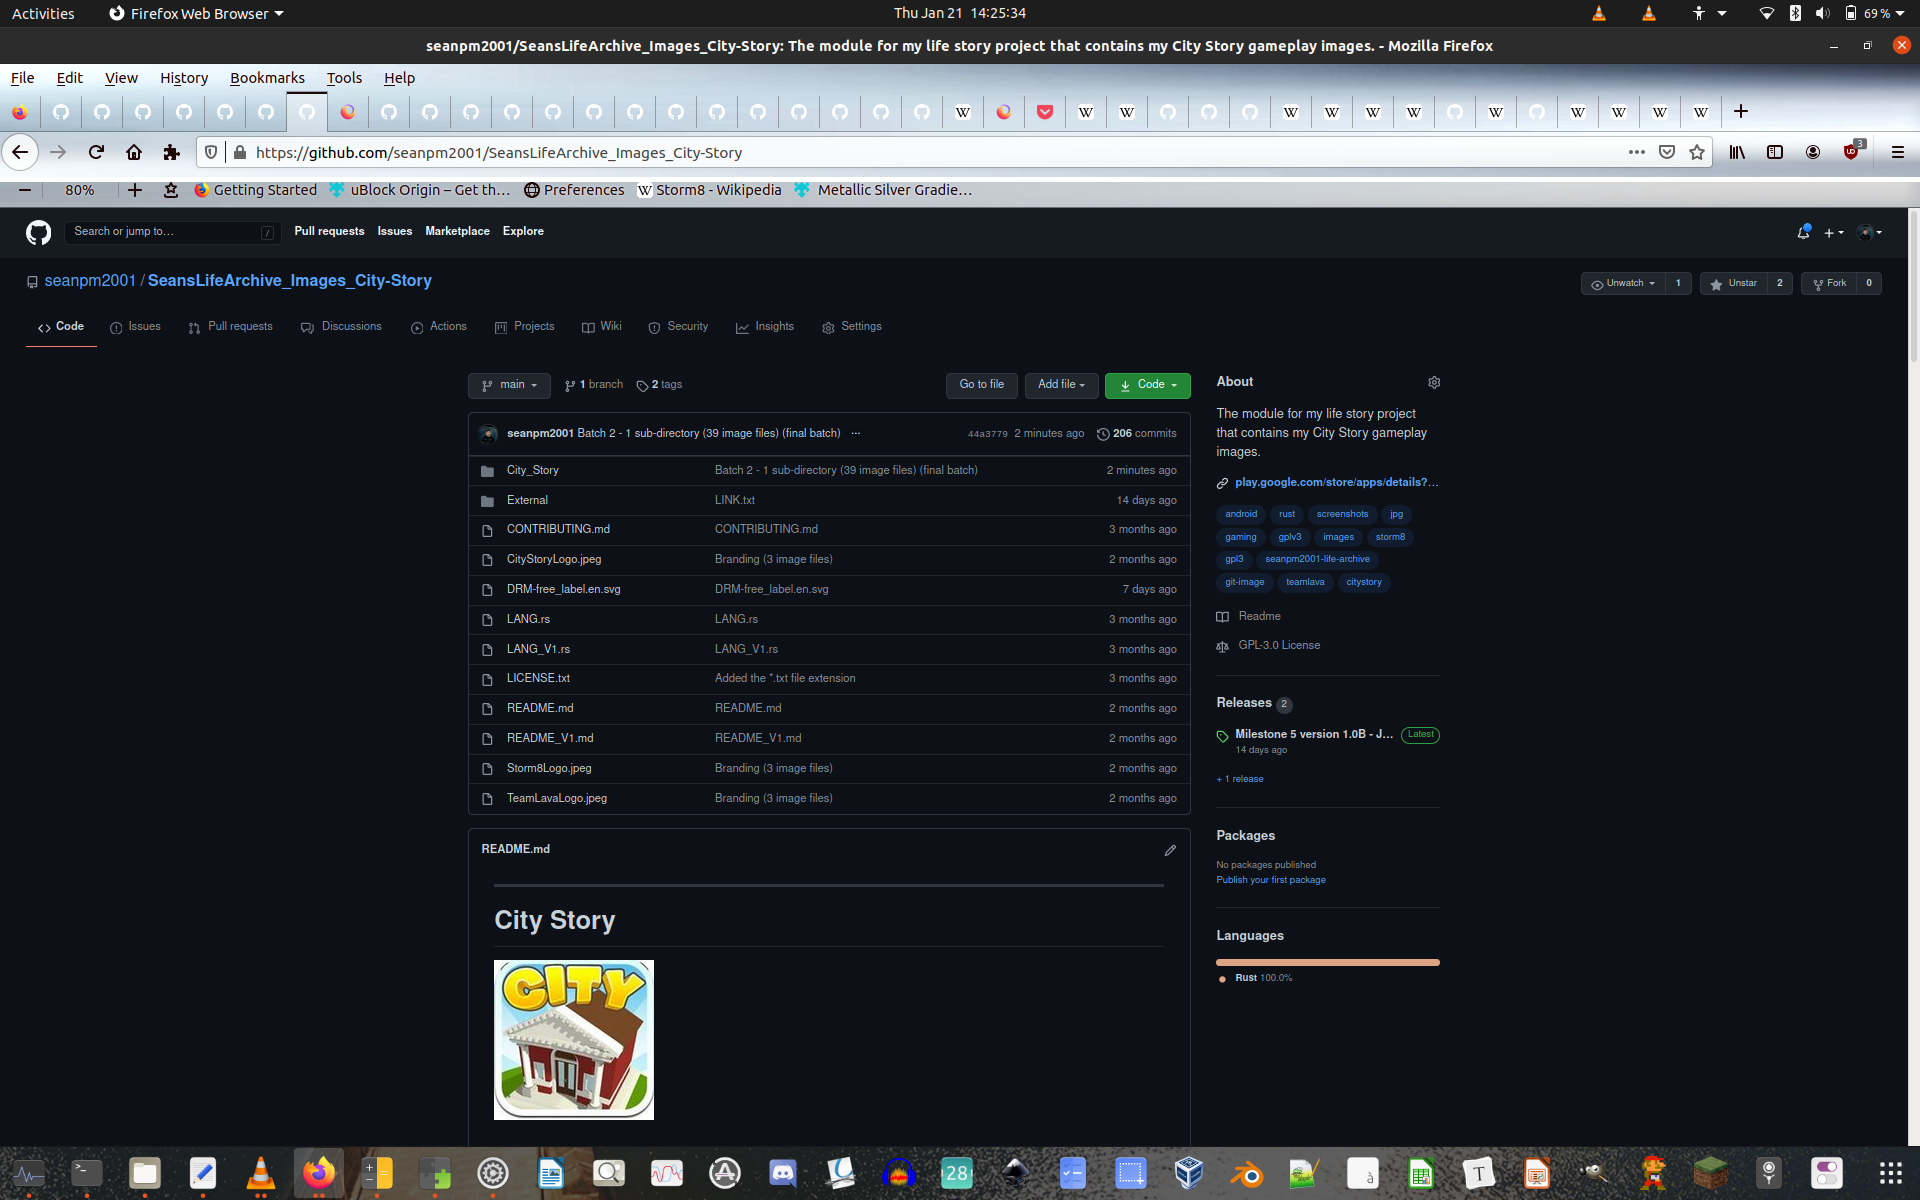 Activities Firefox Web Browser Thu Jan 21 14:25:34 69 %
seanpm2001/SeansLifeArchive_Images_City-Story: The module for my life story project that contains my City Story gameplay images. - Mozilla Firefox
File Edit View History Bookmarks Tools Help
https://github.com/seanpm2001/SeansLifeArchive_Images_City-Story 3
80% Getting Started uBlock Origin – Get th… Preferences Storm8 - Wikipedia Metallic Silver Gradie…
Search or jump to… / Pull requests Issues Marketplace Explore
seanpm2001 / SeansLifeArchive_Images_City-Story Unwatch 1 Unstar 2 Fork 0
Code Issues Pull requests Discussions Actions Projects Wiki Security Insights Settings
main 1 branch 2 tags Go to file Add file Code
seanpm2001 Batch 2 - 1 sub-directory (39 image files) (final batch) ... 44a3779 2 minutes ago 206 commits
City_Story Batch 2 - 1 sub-directory (39 image files) (final batch) 2 minutes ago
External LINK.txt 14 days ago
CONTRIBUTING.md CONTRIBUTING.md 3 months ago
CityStoryLogo.jpeg Branding (3 image files) 2 months ago
DRM-free_label.en.svg DRM-free_label.en.svg 7 days ago
LANG.rs LANG.rs 3 months ago
LANG_V1.rs LANG_V1.rs 3 months ago
LICENSE.txt Added the *.txt file extension 3 months ago
README.md README.md 2 months ago
README_V1.md README_V1.md 2 months ago
Storm8Logo.jpeg Branding (3 image files) 2 months ago
TeamLavaLogo.jpeg Branding (3 image files) 2 months ago
README.md
City Story
CITY
About
The module for my life story project
that contains my City Story gameplay
images.
play.google.com/store/apps/details?…
android rust screenshots jpg
gaming gplv3 images storm8
gpl3 seanpm2001-life-archive
git-image teamlava citystory
Readme
GPL-3.0 License
Releases 2
Milestone 5 version 1.0B - J… Latest
14 days ago
+ 1 release
Packages
No packages published
Publish your first package
Languages
Rust 100.0%
28